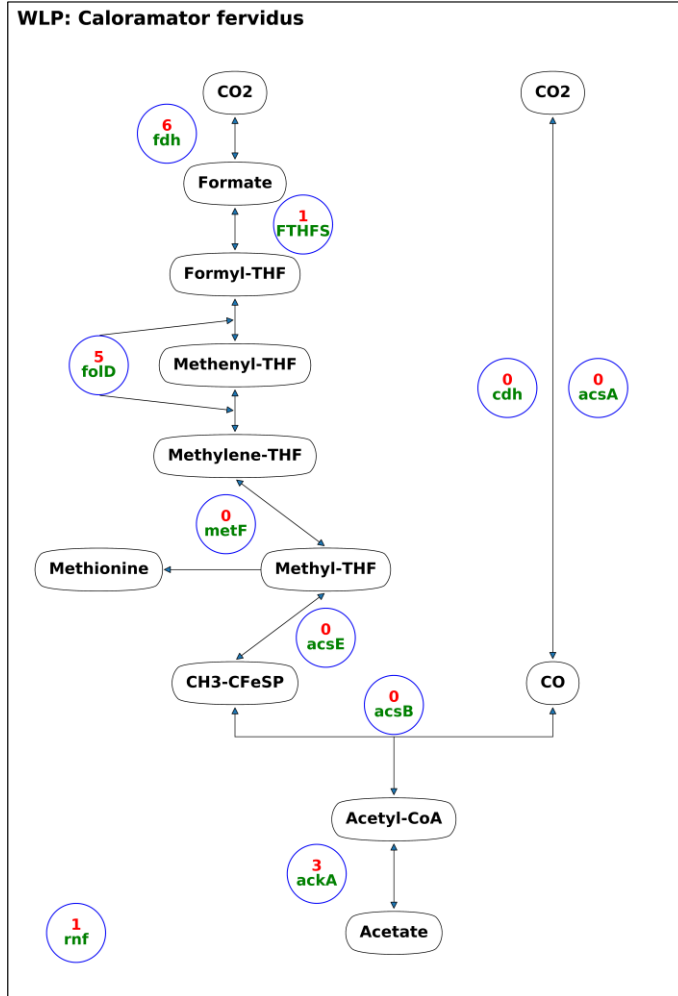 WLP: Caloramator fervidus
CO2
CO2
6
fdh
Formate
1
FTHFS
Formyl-THF
5
folD
Methenyl-THF
0
cdh
0
acsA
Methylene-THF
0
metF
Methionine
Methyl-THF
0
acsE
CH3-CFeSP
CO
0
acsB
Acetyl-CoA
3
ackA
1
rnf
Acetate